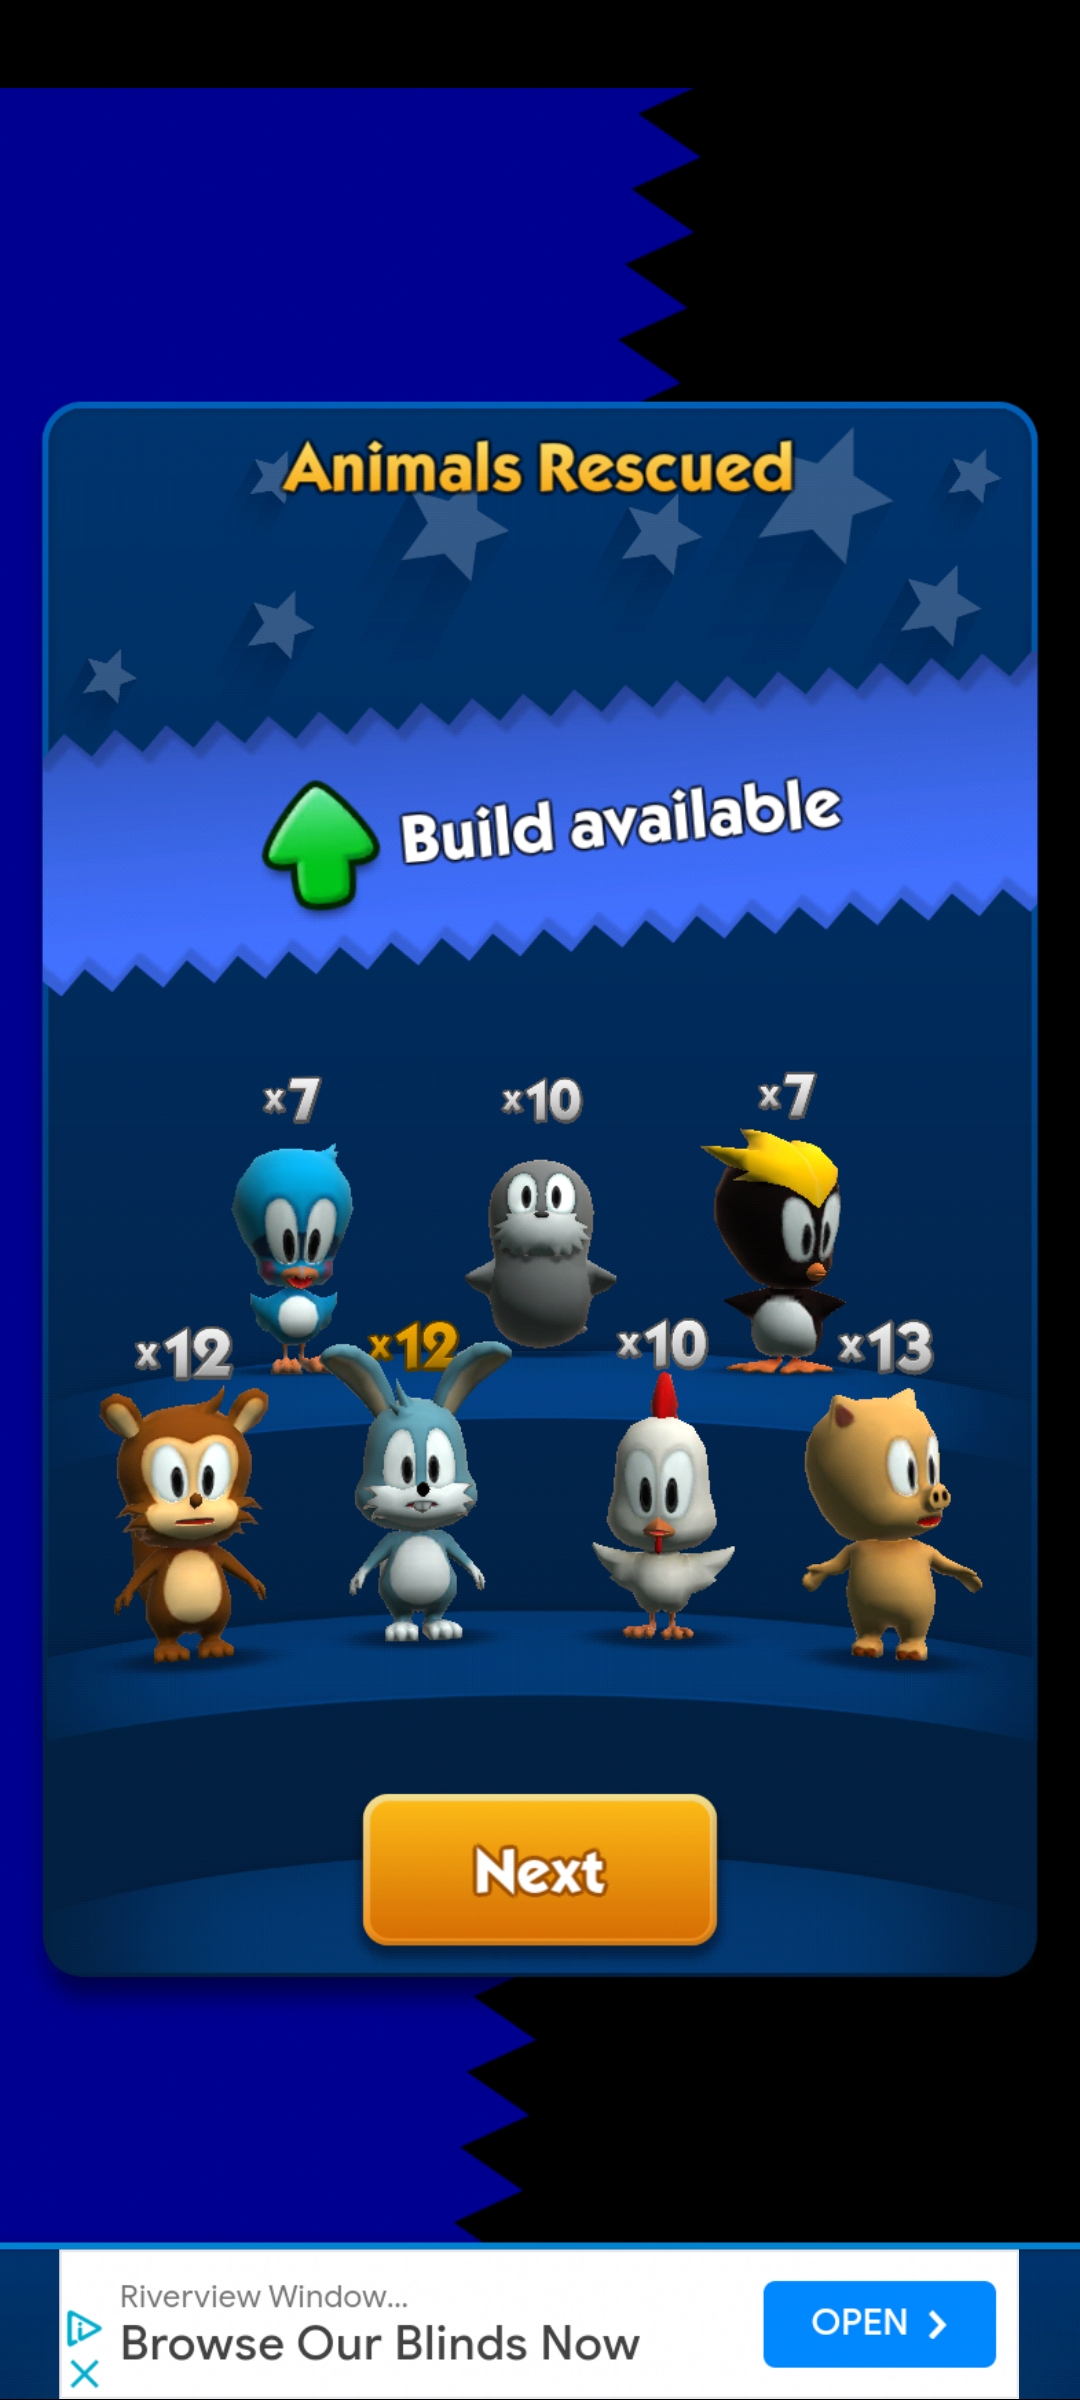 Animals Rescued
Build available
x7
x10
x7
x12
x12
x10
x13
Next
Riverview Window...
Browse Our Blinds Now
OPEN